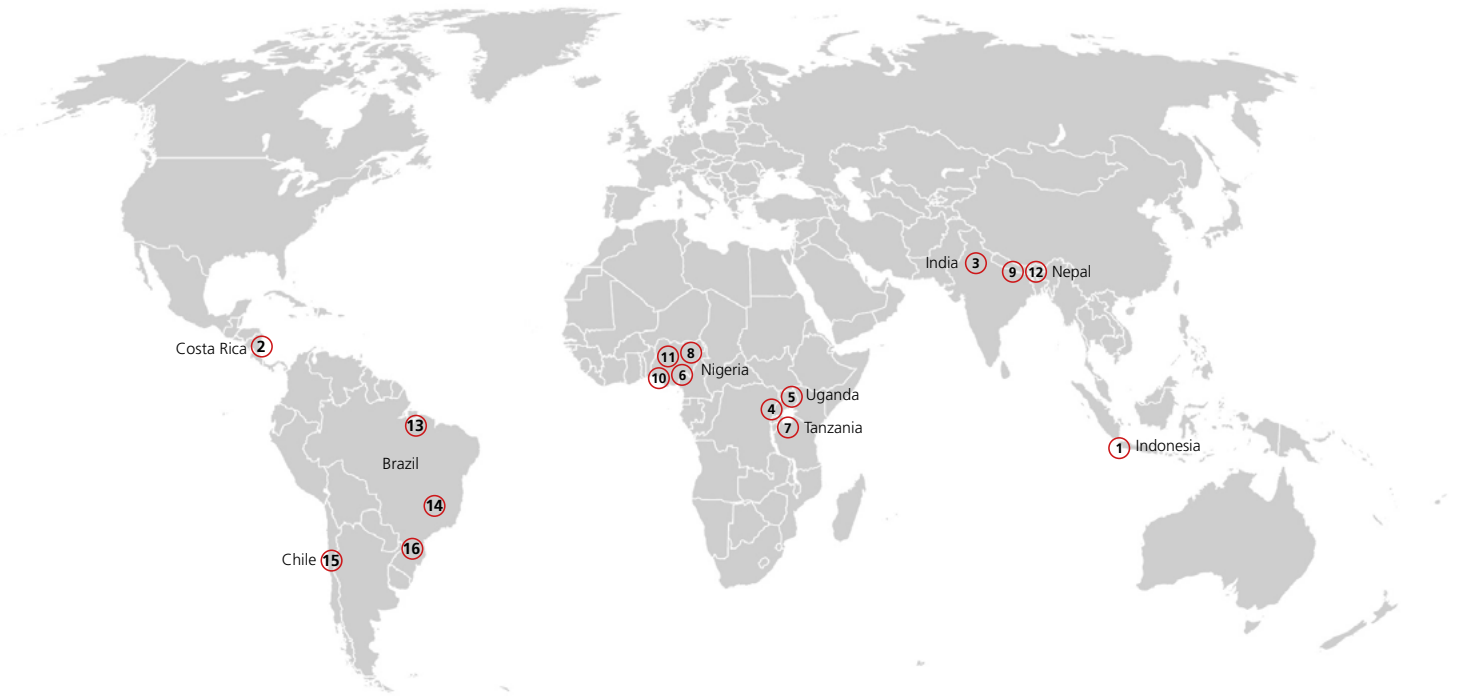 India 3
9
12 Nepal
Costa Rica 2
11
8
10
6
Nigeria
5 Uganda
4
7 Tanzania
13
Brazil
1 Indonesia
14
16
Chile 15